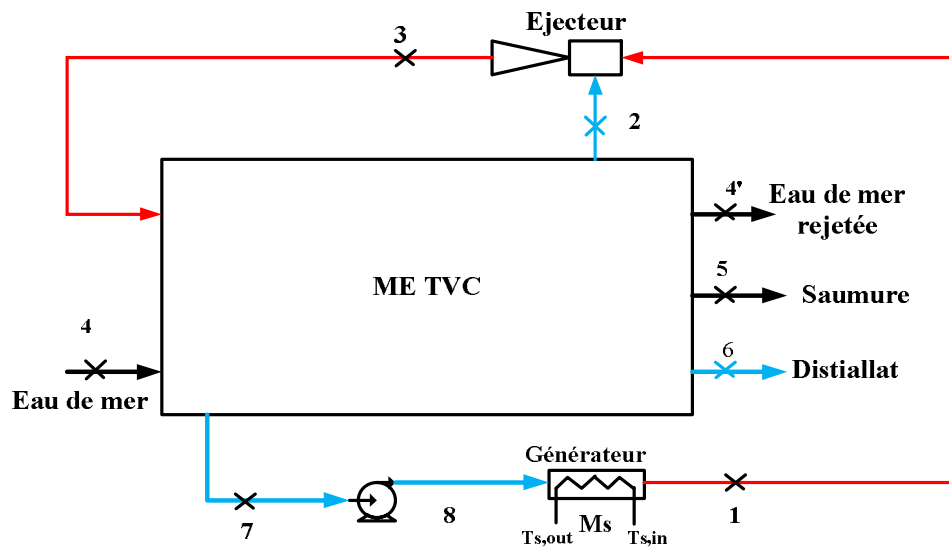 Ejecteur
3
2
4'
Eau de mer
rejetée
ME TVC
5
Saumure
4
6
Distiallat
Eau de mer
Générateur
7
8
Ms
1
Ts,out
Ts,in